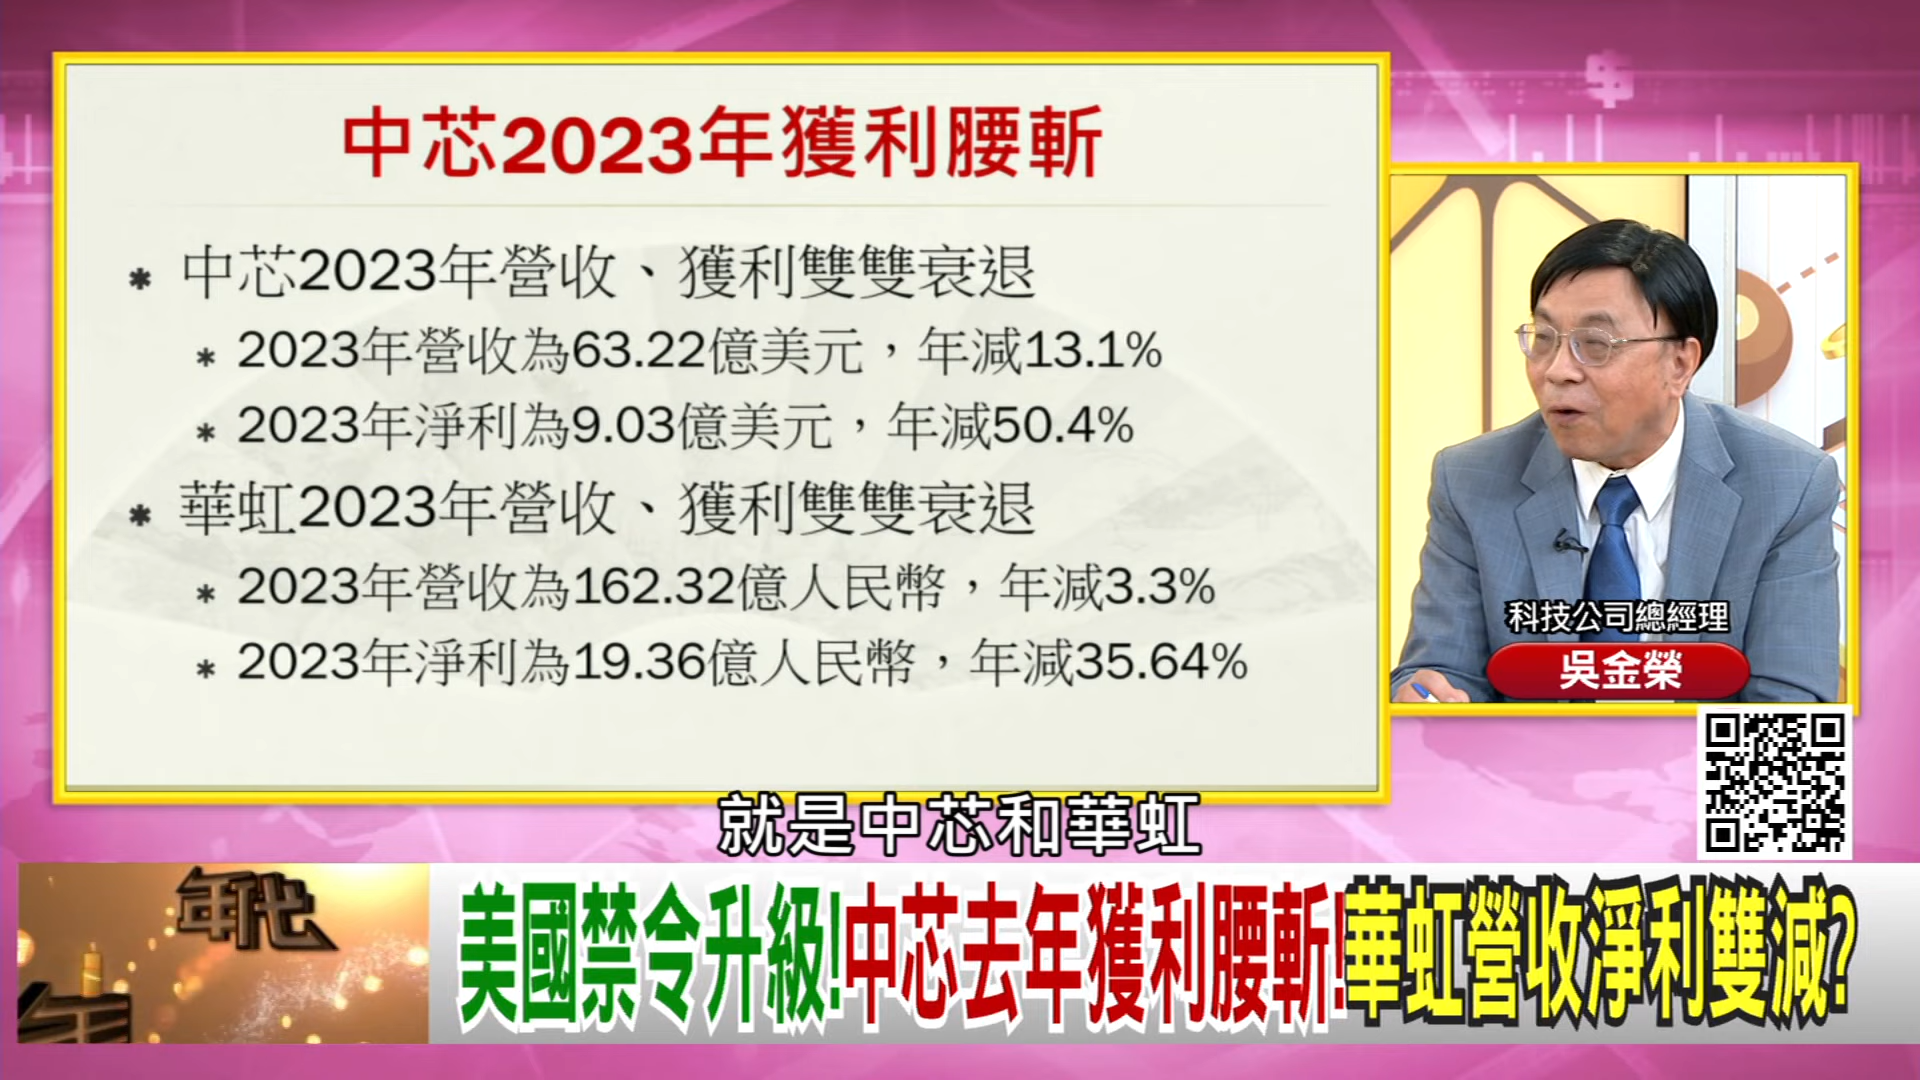 中芯2023年獲利腰斬
* 中芯2023年營收、獲利雙雙衰退
* 2023年營收為63.22億美元，年減13.1%
* 2023年淨利為9.03億美元，年減50.4%
* 華虹2023年營收、獲利雙雙衰退
* 2023年營收為162.32億人民幣，年減3.3%
* 2023年淨利為19.36億人民幣，年減35.64%
科技公司總經理
吳金榮
就是中芯和華虹
年代
美國禁令升級!中芯去年獲利腰斬!華虹營收淨利雙減?